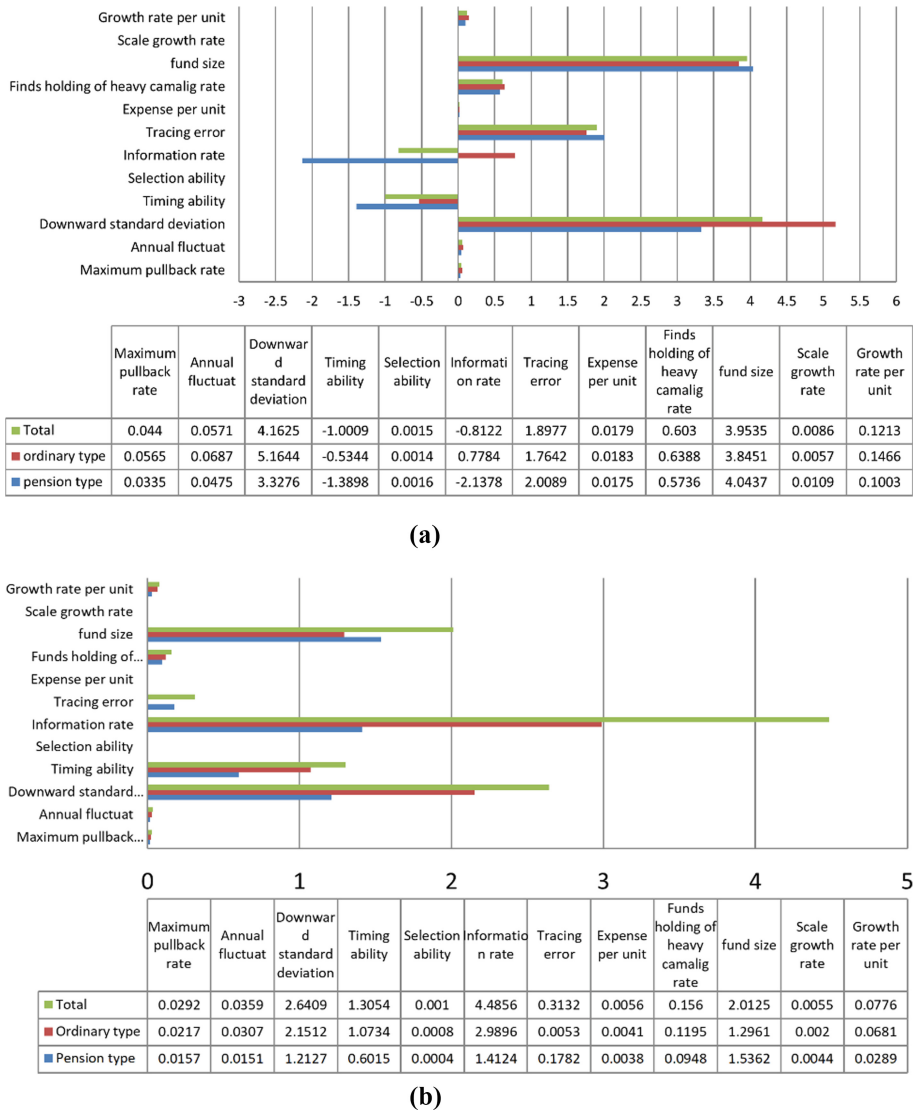 Growth rate per unit
Scale growth rate
fund size
Finds holding of heavy camalig rate
Expense per unit
Tracing error
Information rate
Selection ability
Timing ability
Downward standard deviation
Annual fluctuat
Maximum pullback rate
-3 -2.5 -2 -1.5 -1 -0.5 0 0.5 1 1.5 2 2.5 3 3.5 4 4.5 5 5.5 6
Maximum pullback rate Annual fluctuat Downwar d standard deviation Timing ability Selection ability Informati on rate Tracing error Expense per unit Finds holding of heavy camalig rate fund size Scale growth rate Growth rate per unit
Total 0.044 0.0571 4.1625 -1.0009 0.0015 -0.8122 1.8977 0.0179 0.603 3.9535 0.0086 0.1213
ordinary type 0.0565 0.0687 5.1644 -0.5344 0.0014 0.7784 1.7642 0.0183 0.6388 3.8451 0.0057 0.1466
pension type 0.0335 0.0475 3.3276 -1.3898 0.0016 -2.1378 2.0089 0.0175 0.5736 4.0437 0.0109 0.1003
(a)
Growth rate per unit
Scale growth rate
fund size
Funds holding of...
Expense per unit
Tracing error
Information rate
Selection ability
Timing ability
Downward standard...
Annual fluctuat
Maximum pullback...
0 1 2 3 4 5
Maximum pullback rate Annual fluctuat Downwar d standard deviation Timing ability Selection ability Informatio n rate Tracing error Expense per unit Funds holding of heavy camalig rate fund size Scale growth rate Growth rate per unit
Total 0.0292 0.0359 2.6409 1.3054 0.001 4.4856 0.3132 0.0056 0.156 2.0125 0.0055 0.0776
Ordinary type 0.0217 0.0307 2.1512 1.0734 0.0008 2.9896 0.0053 0.0041 0.1195 1.2961 0.002 0.0681
Pension type 0.0157 0.0151 1.2127 0.6015 0.0004 1.4124 0.1782 0.0038 0.0948 1.5362 0.0044 0.0289
(b)